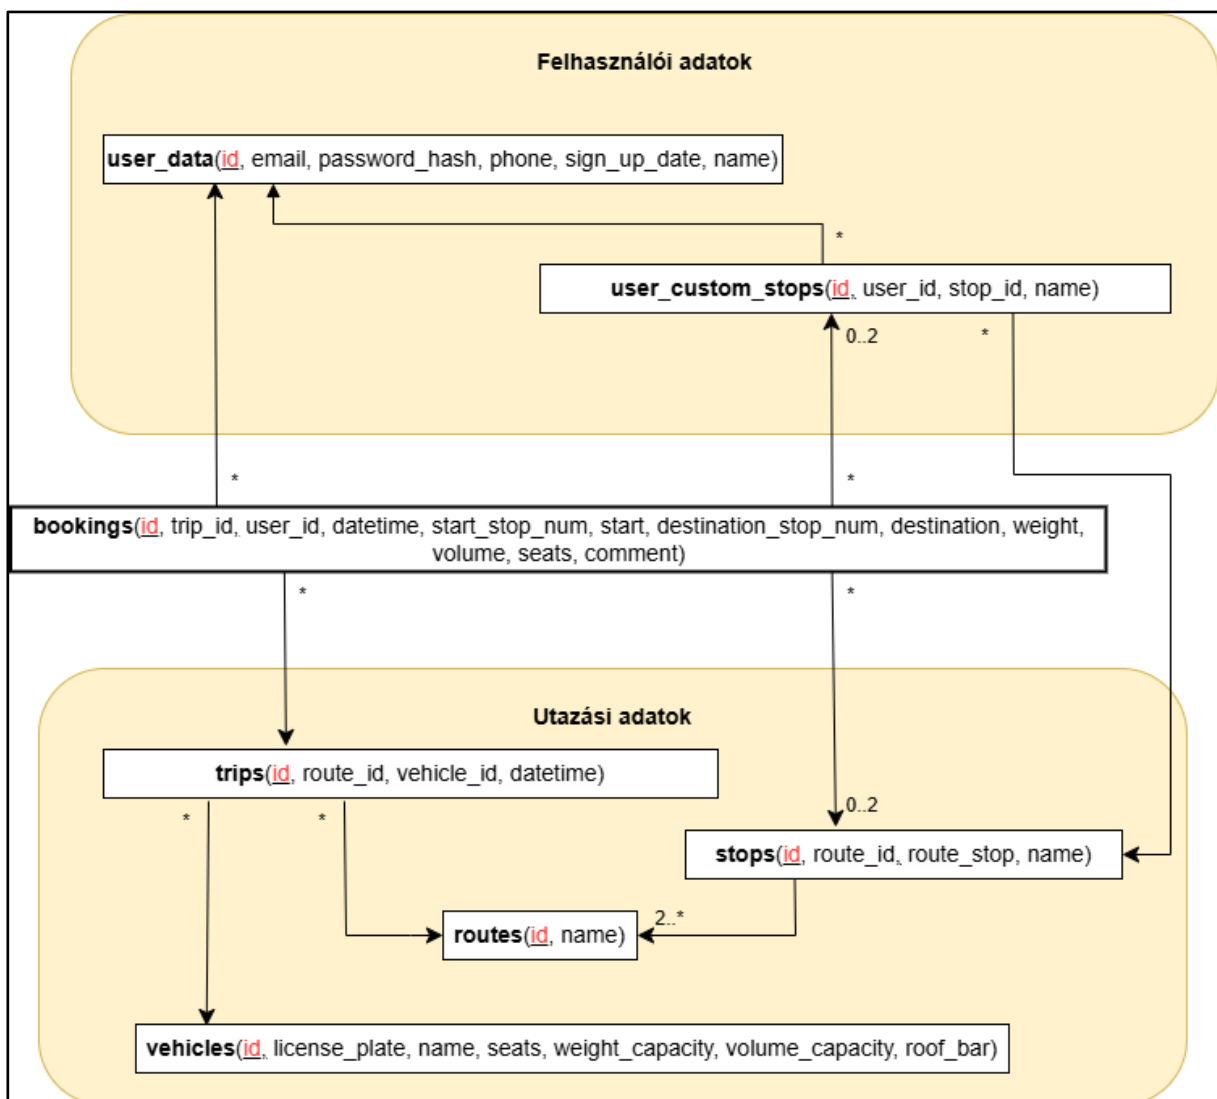 Felhasználói adatok
user_data(id, email, password_hash, phone, sign_up_date, name)
*
user_custom_stops(id, user_id, stop_id, name)
0..2
*
*
*
bookings(id, trip_id, user_id, datetime, start_stop_num, start, destination_stop_num, destination, weight,
volume, seats, comment)
*
*
Utazási adatok
trips(id, route_id, vehicle_id, datetime)
*
*
0..2
stops(id, route_id, route_stop, name)
2..*
routes(id, name)
vehicles(id, license_plate, name, seats, weight_capacity, volume_capacity, roof_bar)